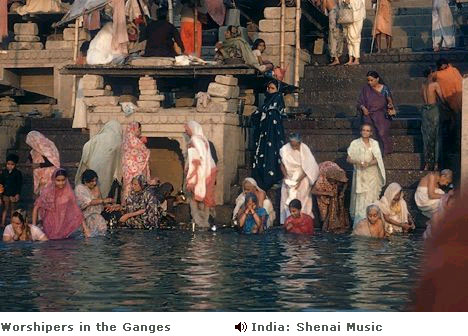 Worshipers in the Ganges
India: Shenai Music